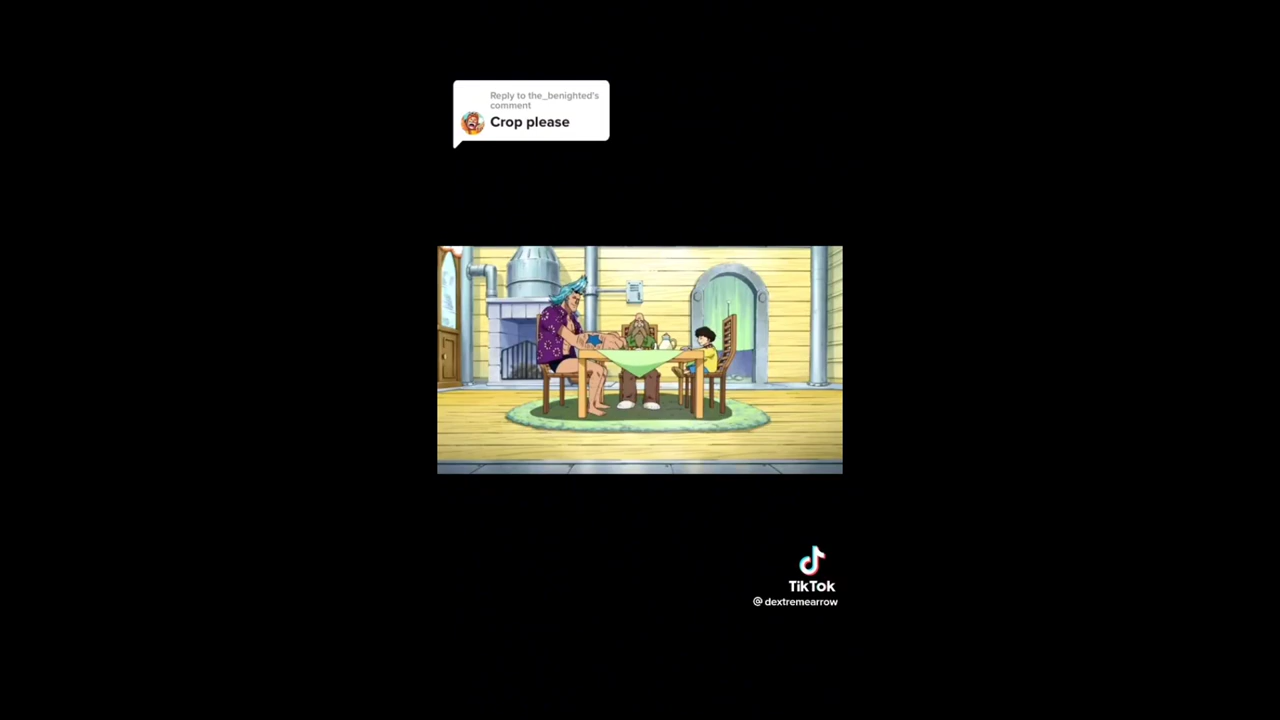 Reply to the_benighted's
comment
Crop please
TikTok
@dextremearrow